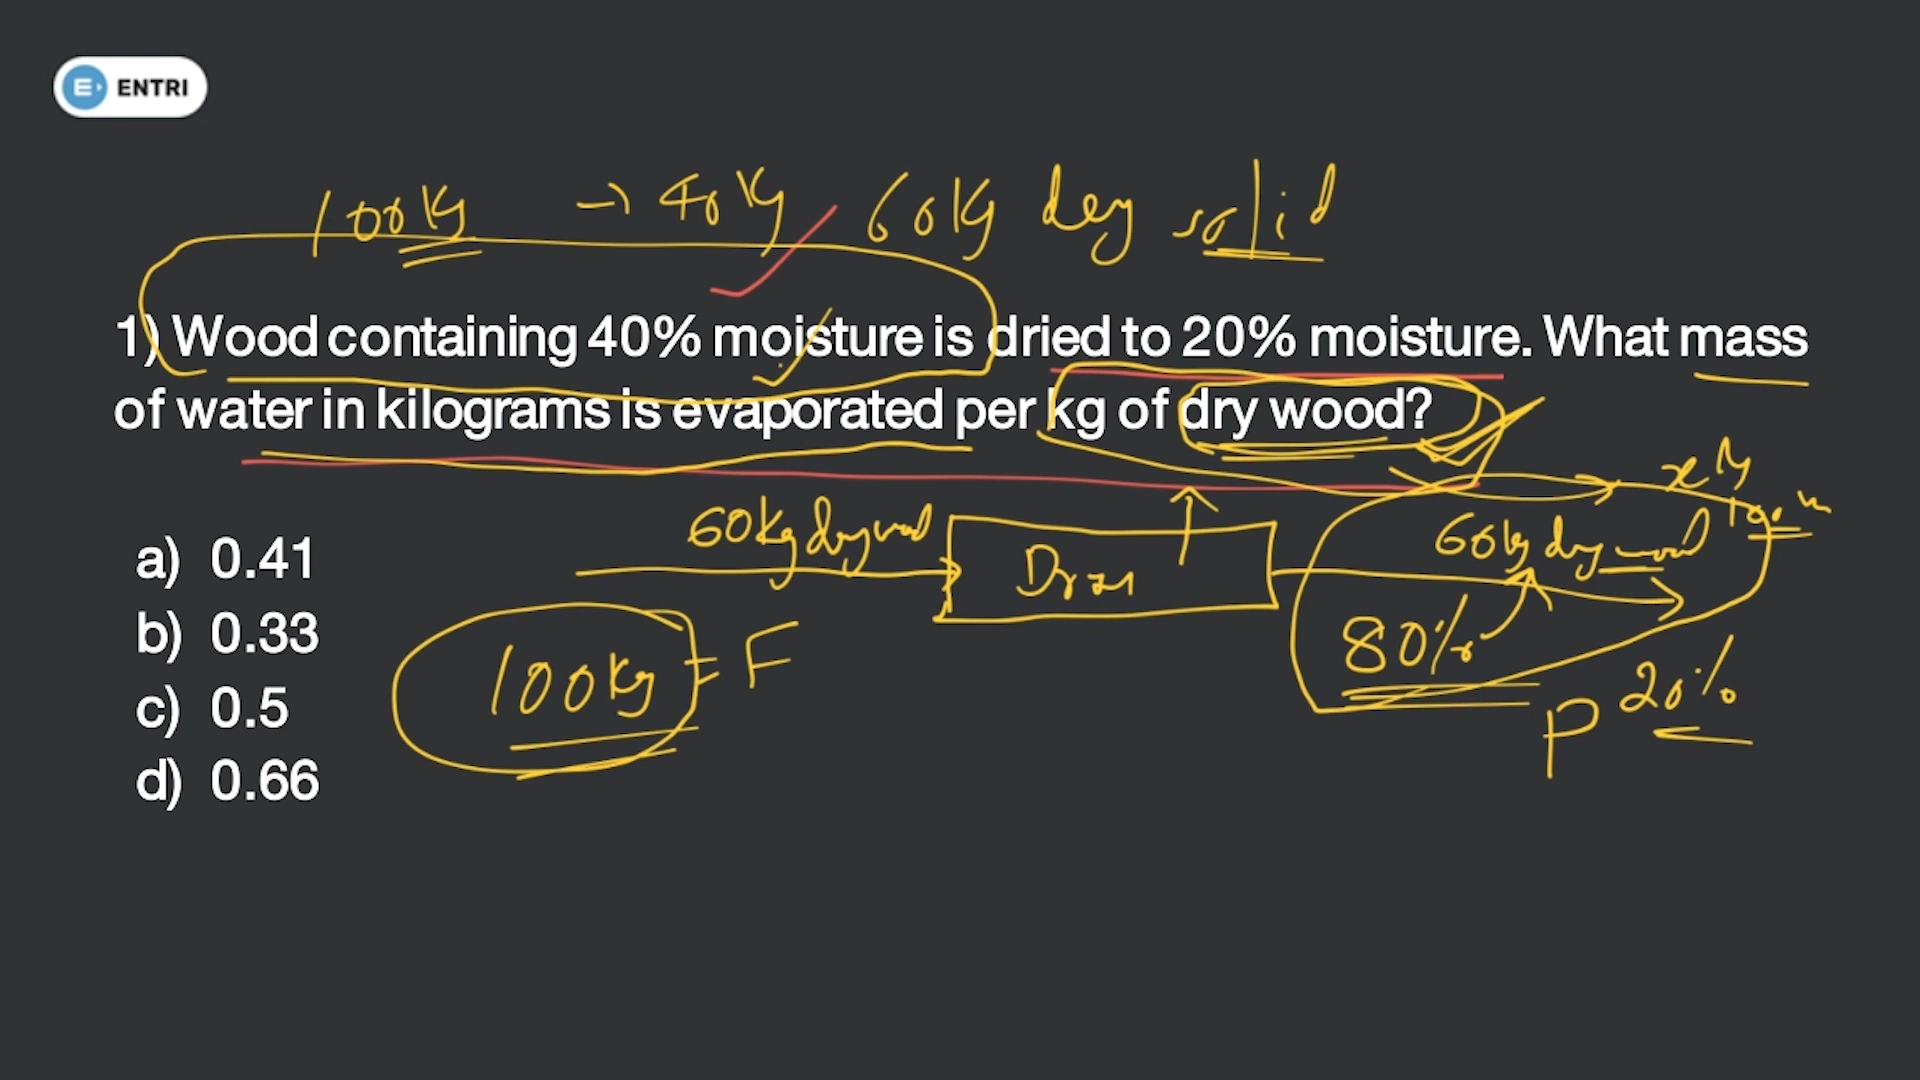 ENTRI
100Kg → 40Kg 60Kg dry solid
1) Wood containing 40% moisture is dried to 20% moisture. What mass
of water in kilograms is evaporated per kg of dry wood?
a) 0.41
b) 0.33
c) 0.5
d) 0.66
60Kg dry wood
60kg dry wood
100Kg = F
80%
P 20%